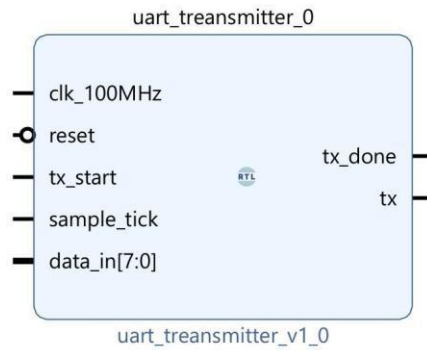 uart_treansmitter_0
clk_100MHz
reset
tx_start
sample_tick
data_in[7:0]
RTL
tx_done
tx
uart_treansmitter_v1_0